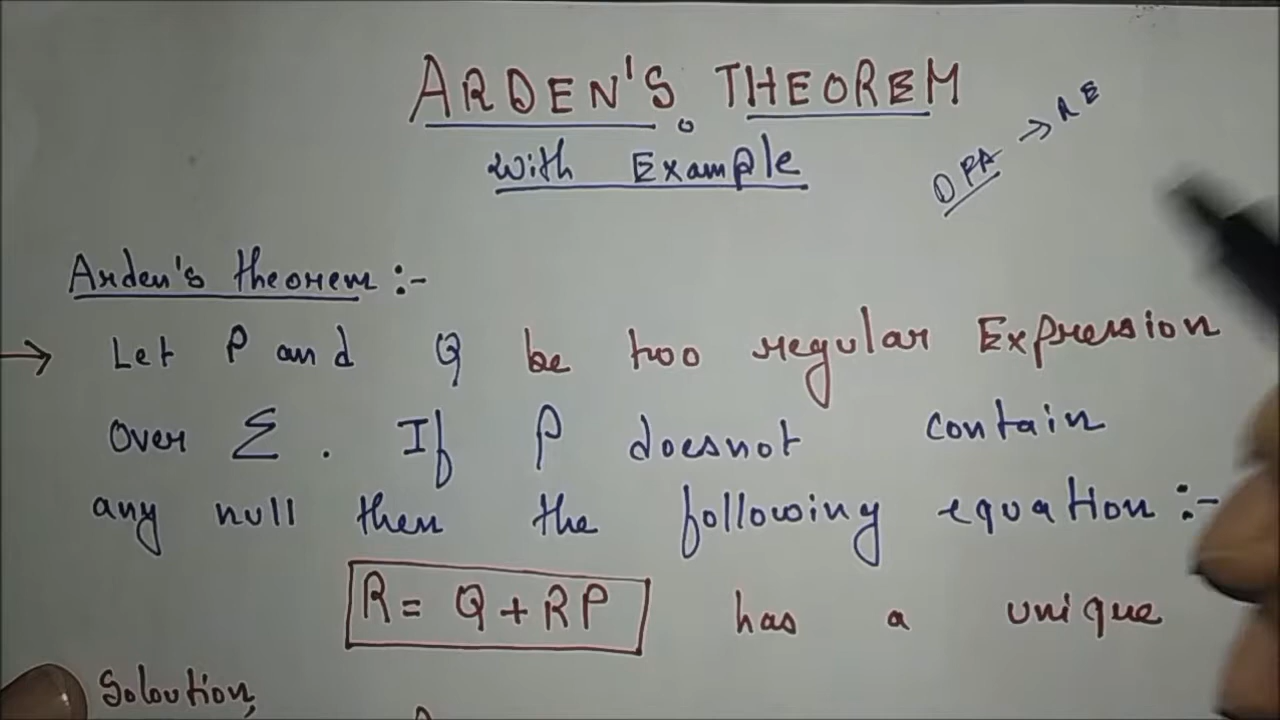 ARDEN'S THEOREM
with Example
DFA → RE
Arden's theorem :-
→ Let P and Q be two regular Expression
Over Σ . If P doesnot contain
any null then the following equation :-
R = Q + RP has a unique
Soloution,